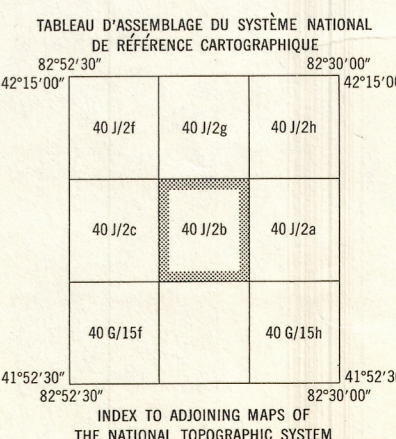 TABLEAU D'ASSEMBLAGE DU SYSTÈME NATIONAL
DE RÉFÉRENCE CARTOGRAPHIQUE
82°52'30" 82°30'00"
42°15'00" 42°15'00
40 J/2f 40 J/2g 40 J/2h
40 J/2c 40 J/2b 40 J/2a
40 G/15f 40 G/15h
41°52'30" 41°52'3
82°52'30" 82°30'00"
INDEX TO ADJOINING MAPS OF
THE NATIONAL TOPOGRAPHIC SYSTEM